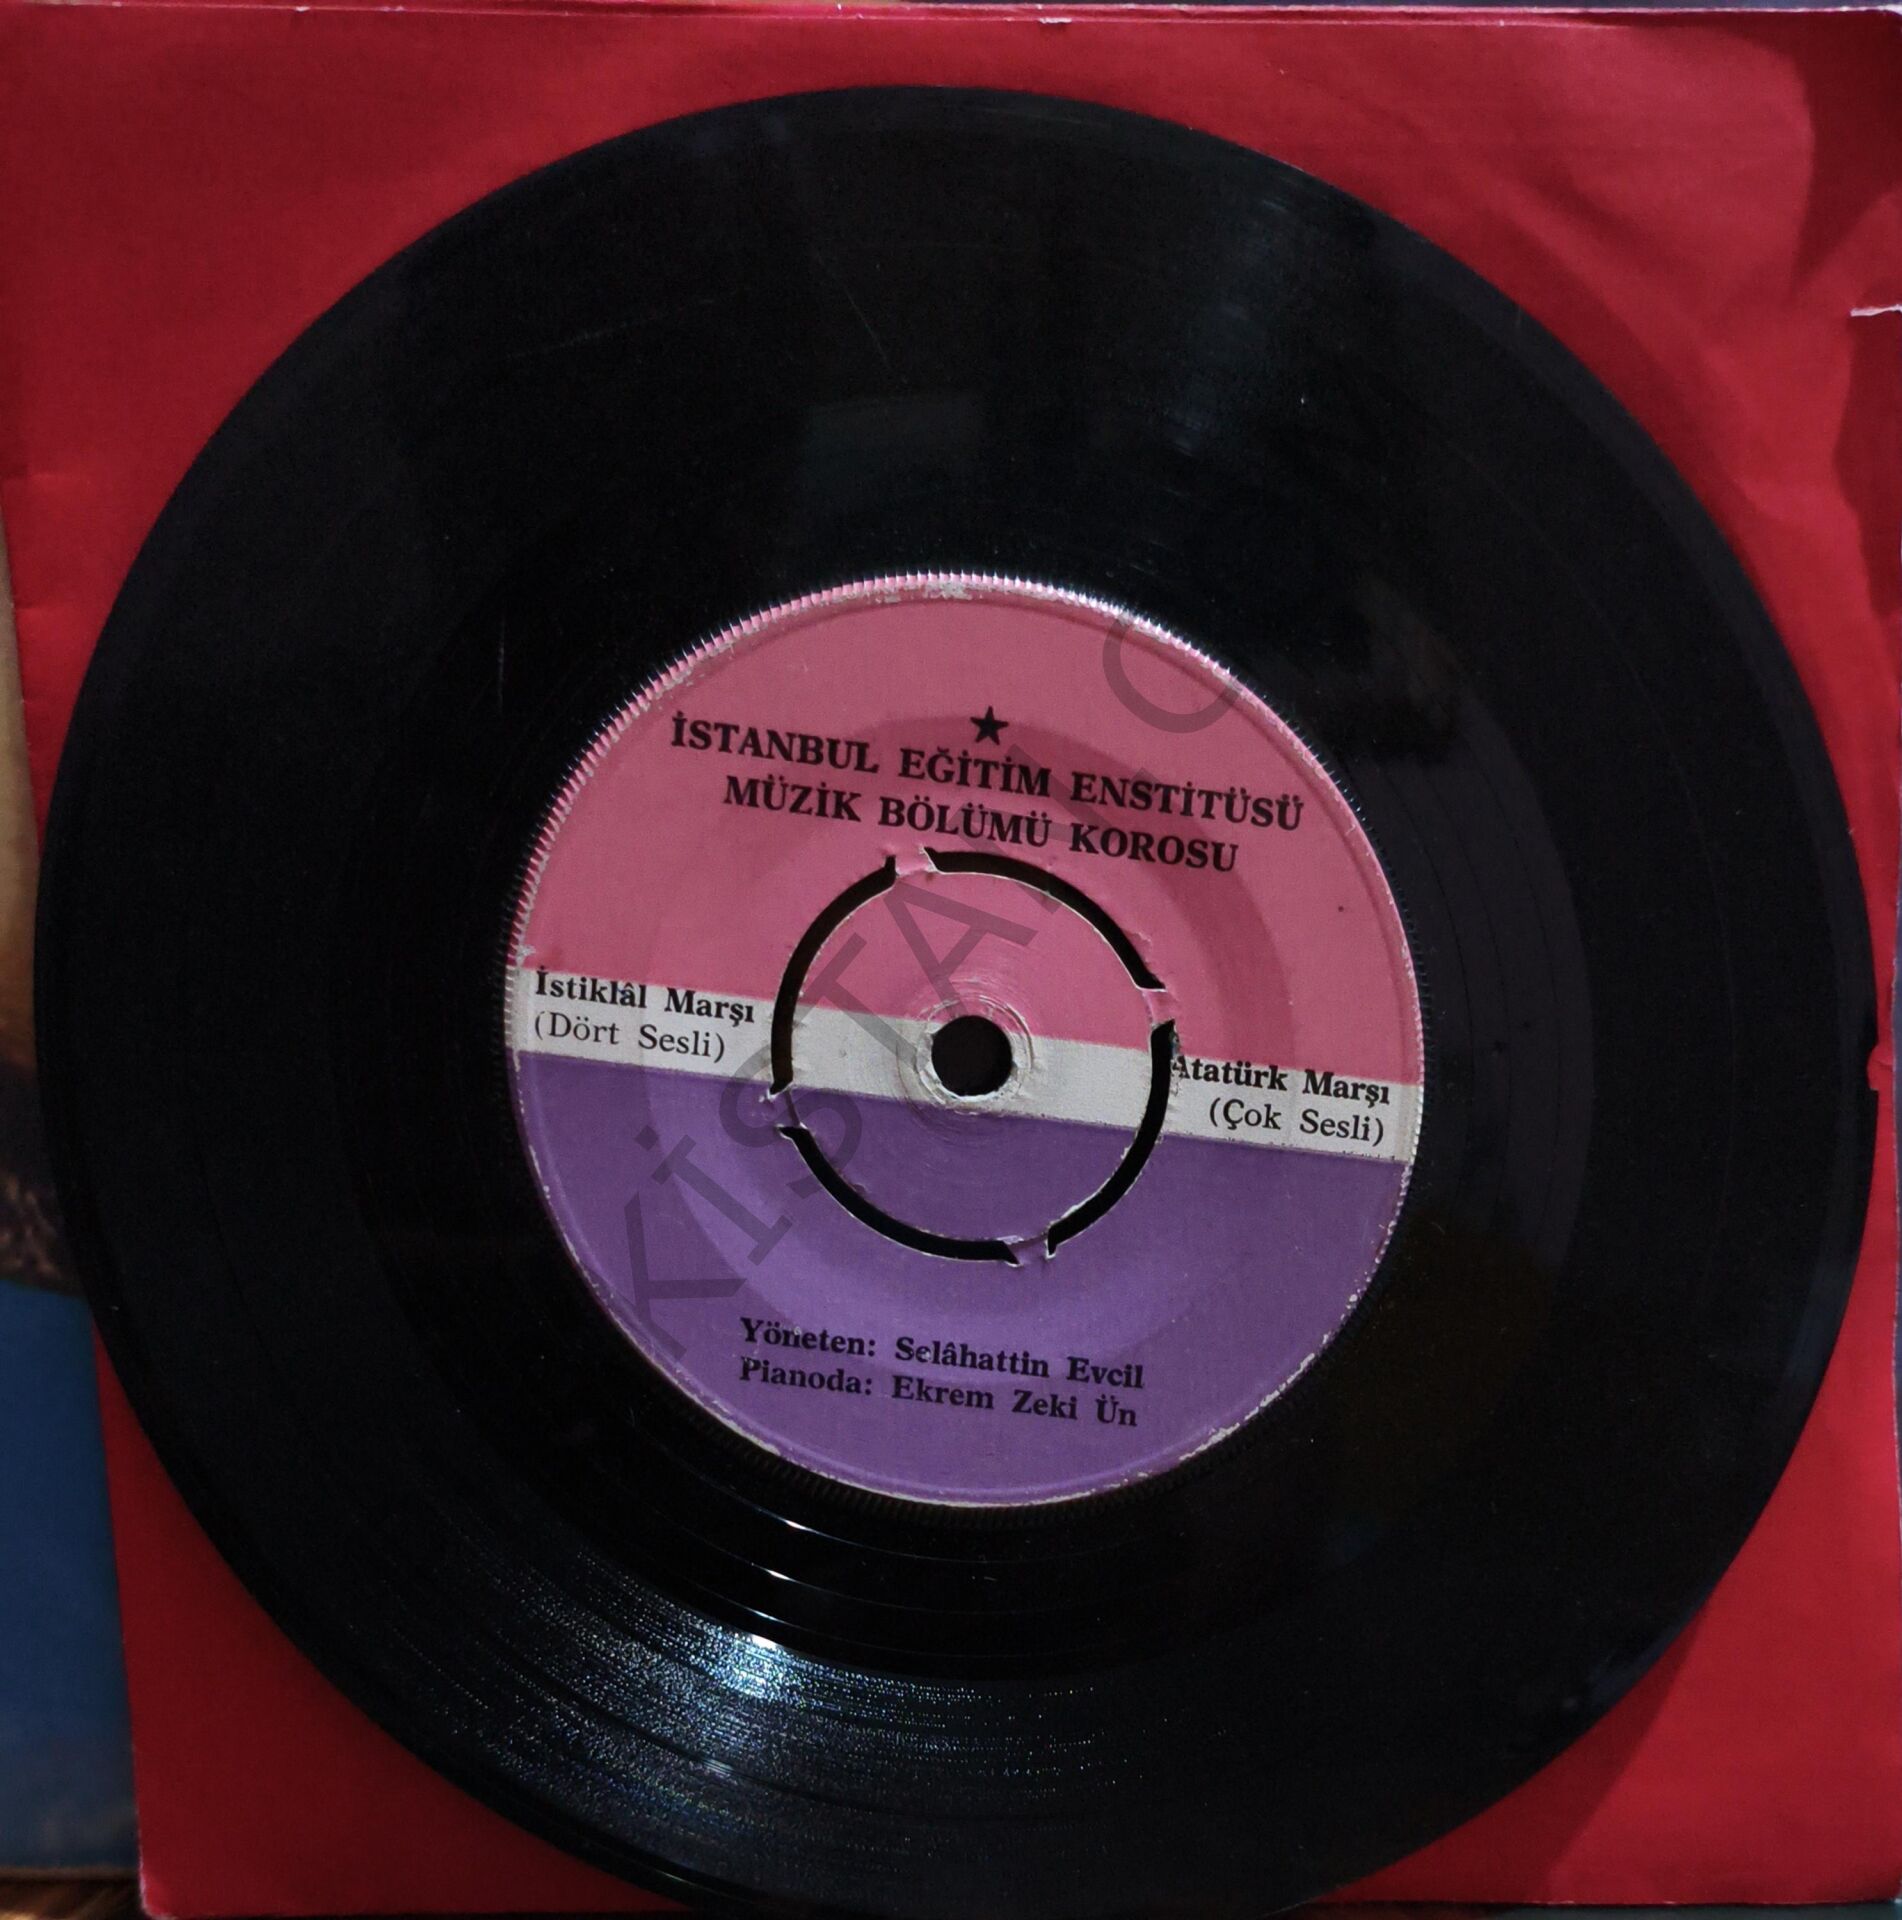 İSTANBUL EĞİTİM ENSTİTÜSÜ
MÜZİK BÖLÜMÜ KOROSU
İstiklâl Marşı
(Dört Sesli)
Atatürk Marşı
(Çok Sesli)
Yöneten: Selâhattin Evcil
Pianoda: Ekrem Zeki Ün